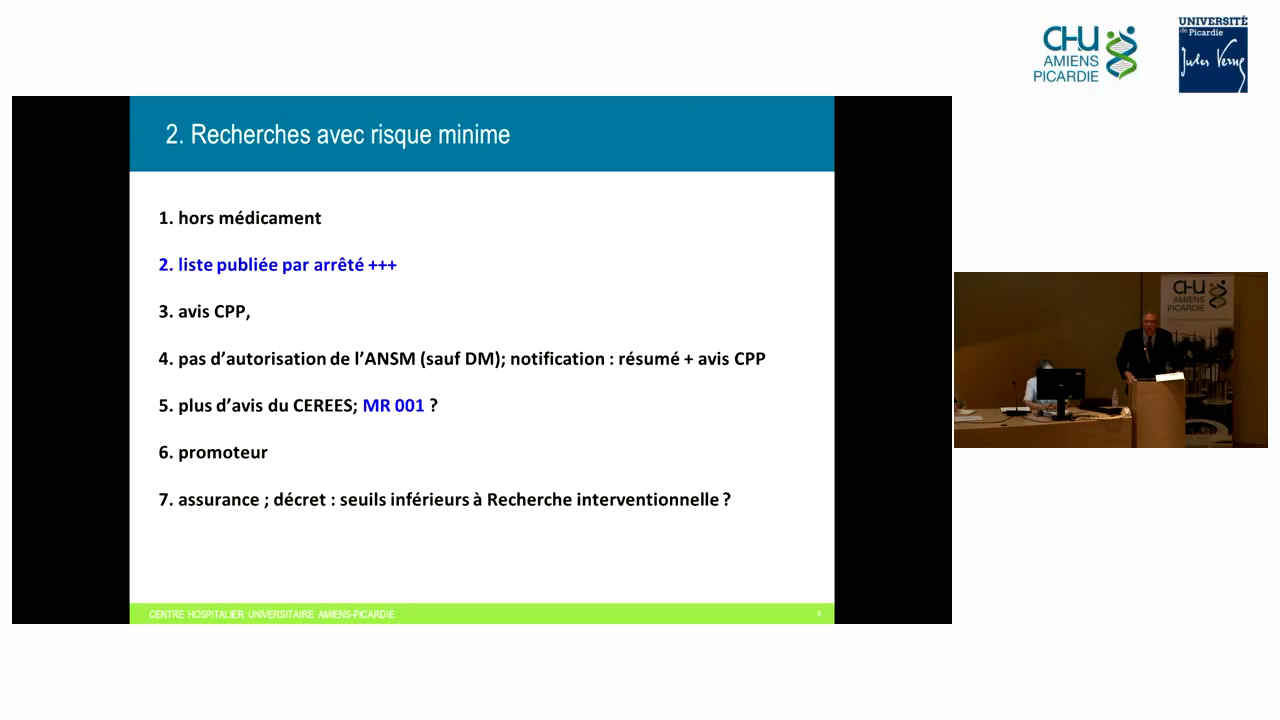 CHU
AMIENS
PICARDIE
UNIVERSITÉ
de Picardie
Jules Verne
2. Recherches avec risque minime
1. hors médicament
2. liste publiée par arrêté +++
3. avis CPP,
4. pas d’autorisation de l’ANSM (sauf DM); notification : résumé + avis CPP
5. plus d’avis du CEREES; MR 001 ?
6. promoteur
7. assurance ; décret : seuils inférieurs à Recherche interventionnelle ?
CENTRE HOSPITALIER UNIVERSITAIRE AMIENS-PICARDIE
CHU
AMIENS
PICARDIE